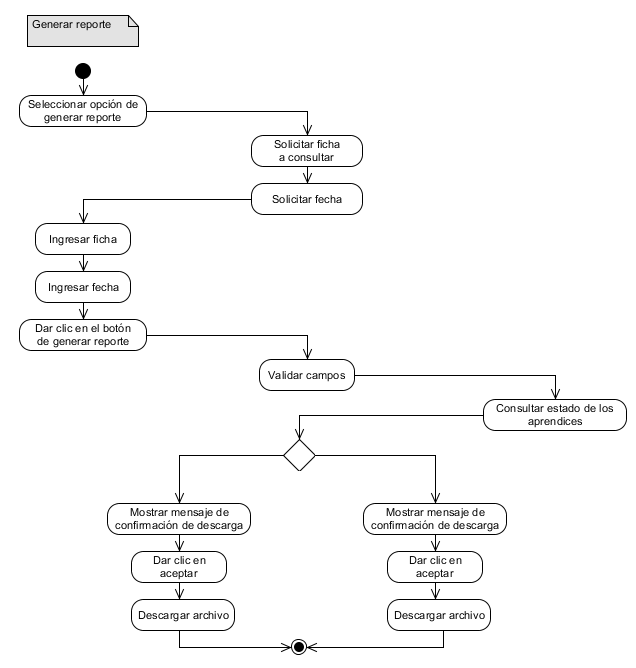 Generar reporte
Seleccionar opción de
generar reporte
Solicitar ficha
a consultar
Solicitar fecha
Ingresar ficha
Ingresar fecha
Dar clic en el botón
de generar reporte
Validar campos
Consultar estado de los
aprendices
Mostrar mensaje de
confirmación de descarga
Mostrar mensaje de
confirmación de descarga
Dar clic en
aceptar
Dar clic en
aceptar
Descargar archivo
Descargar archivo